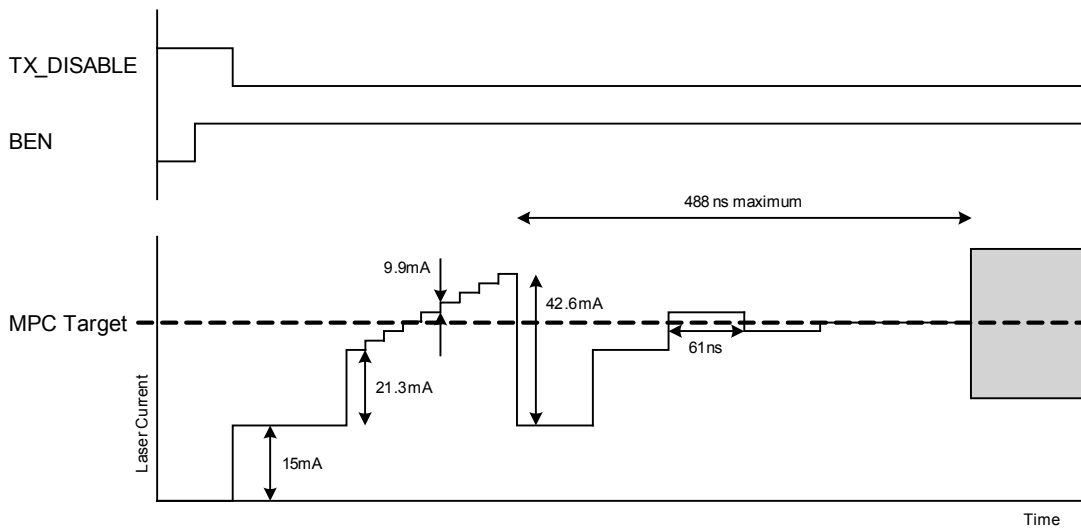 TX_DISABLE
BEN
488 ns maximum
9.9mA
42.6mA
MPC Target
61ns
21.3mA
Laser Current
15mA
Time